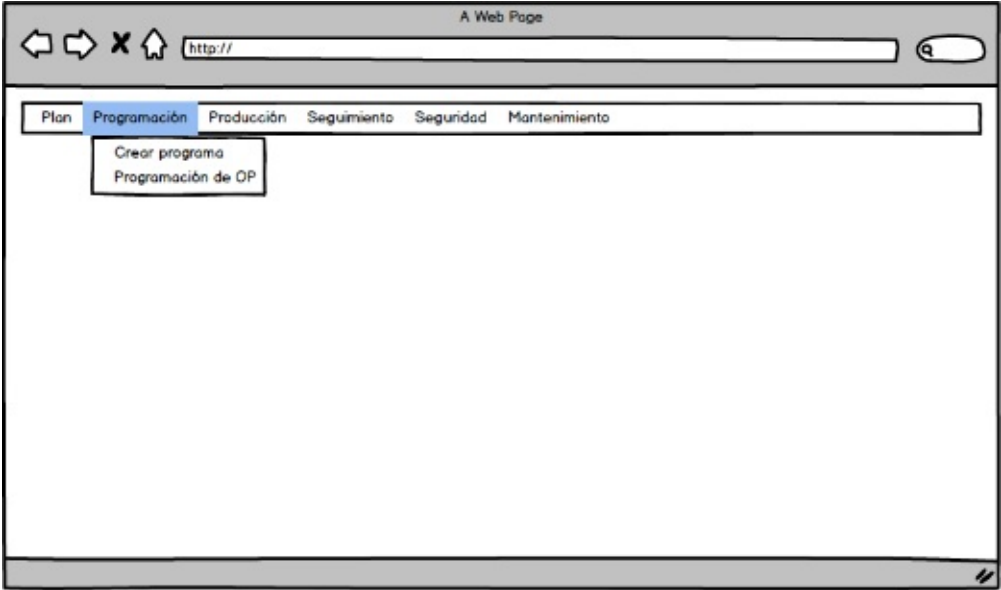 A Web Page
http://
Plan Programación Producción Seguimiento Seguridad Mantenimiento
Crear programa
Programación de OP